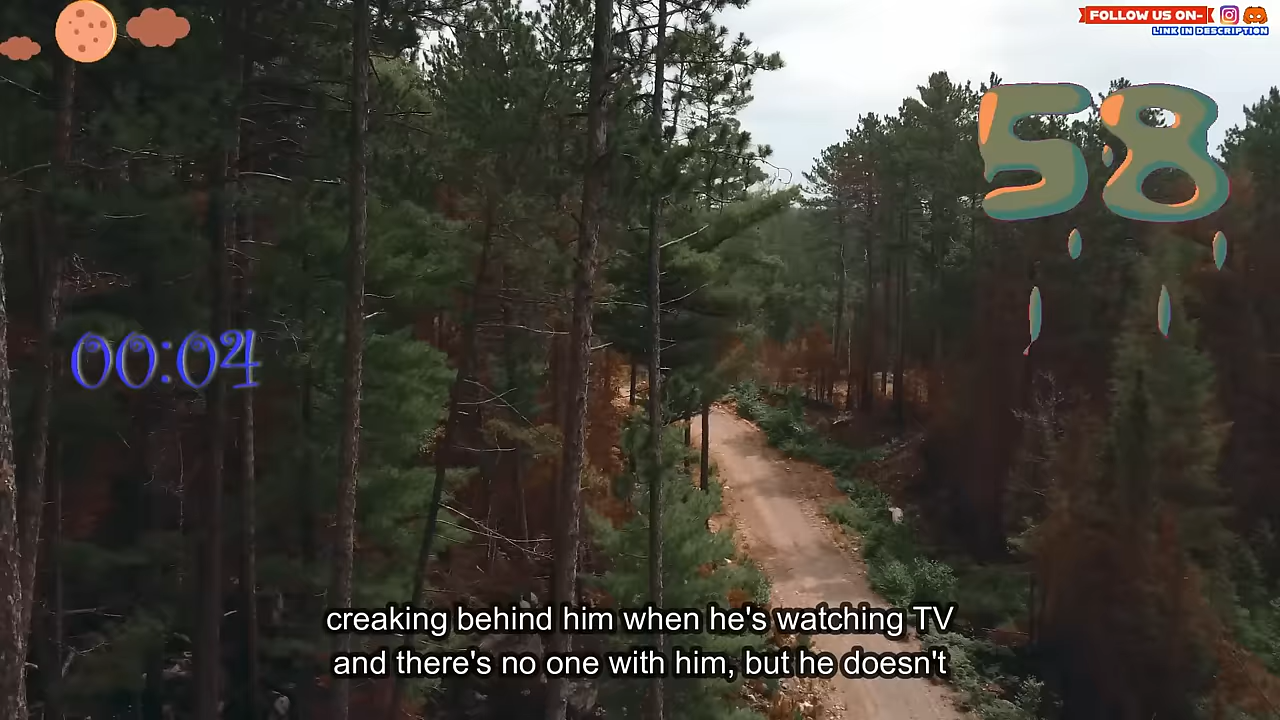 FOLLOW US ON-
LINK IN DESCRIPTION
58
00:04
creaking behind him when he's watching TV
and there's no one with him, but he doesn't